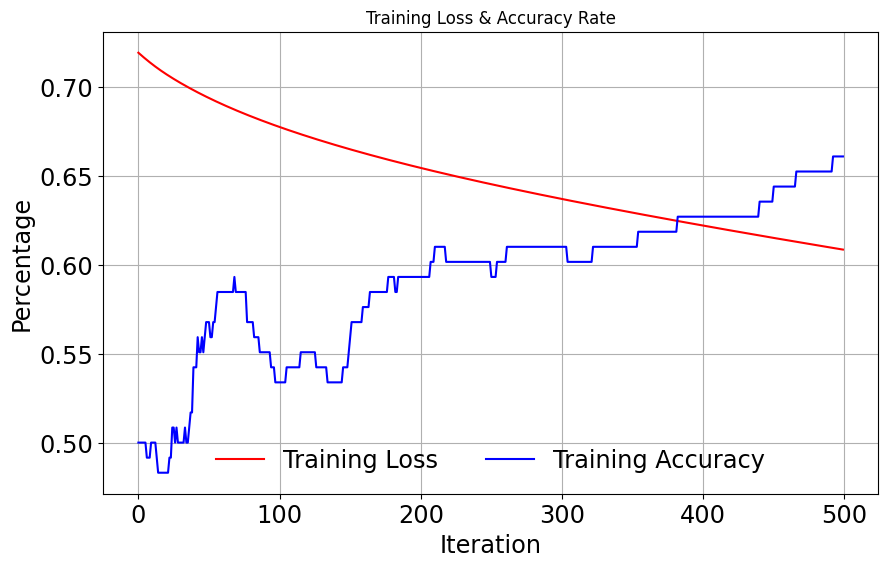 Training Loss & Accuracy Rate
Percentage
0.70
0.65
0.60
0.55
0.50
Training Loss
Training Accuracy
0
100
200
300
400
500
Iteration